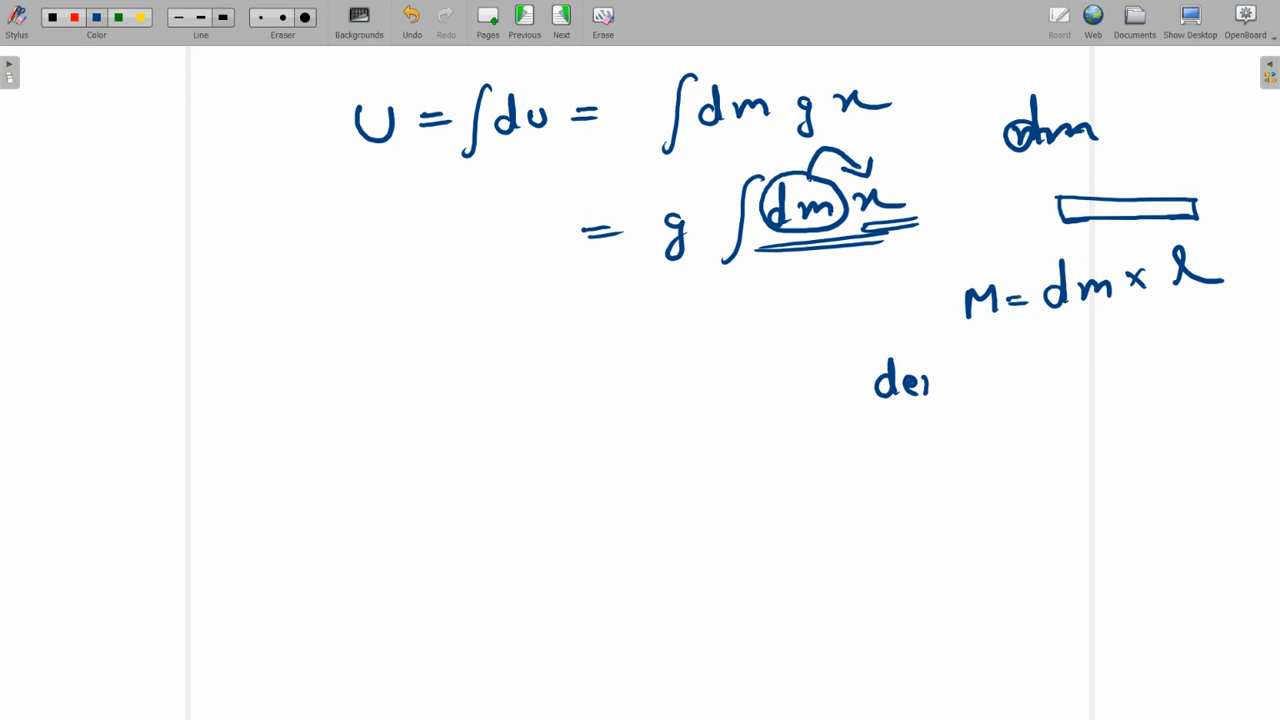 Stylus Color Line Eraser Backgrounds Undo Redo Pages Previous Next Erase Board Web Documents Show Desktop OpenBoard
U = ∫ du = ∫ dm g x
= g ∫ dm x
dm
M = dm × l
den